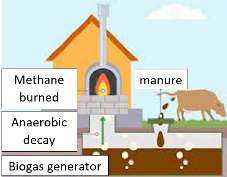 Methane
burned
manure
Anaerobic
decay
Biogas generator